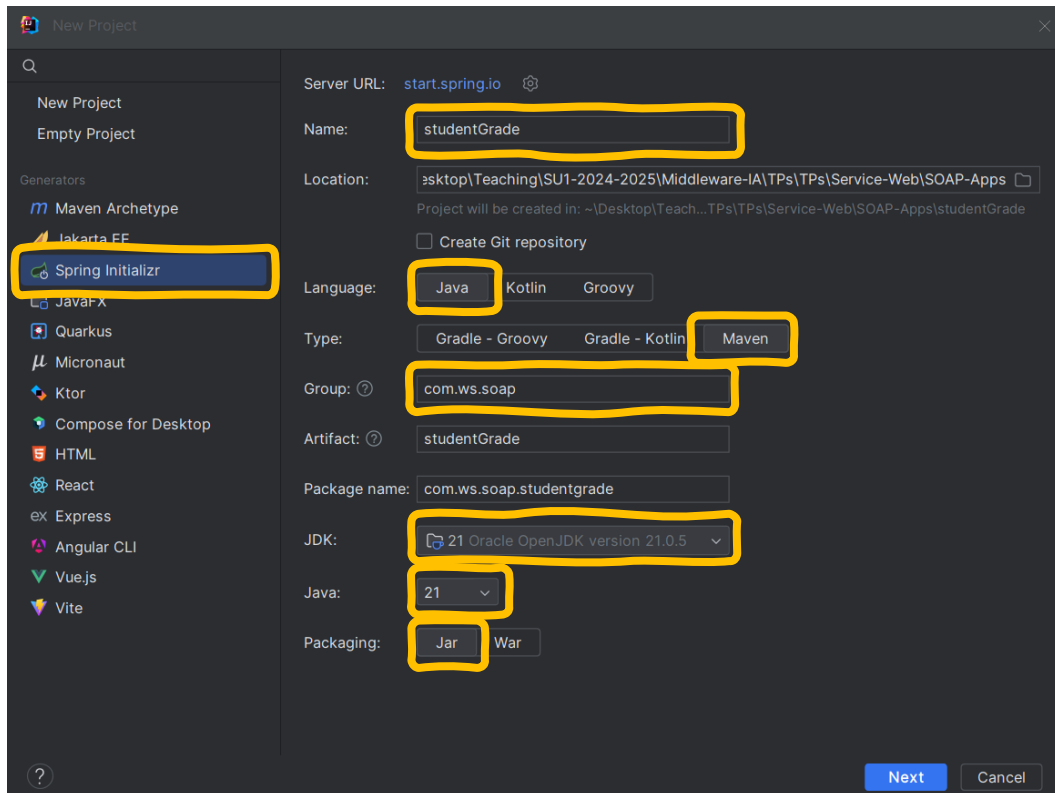 New Project
New Project
Empty Project
Generators
Maven Archetype
Jakarta EE
Spring Initializr
JavaFX
Quarkus
Micronaut
Ktor
Compose for Desktop
HTML
React
ex Express
Angular CLI
Vue.js
Vite
Server URL: start.spring.io
Name: studentGrade
Location: esktop\Teaching\SU1-2024-2025\Middleware-IA\TPs\TPs\Service-Web\SOAP-Apps
Project will be created in: ~\Desktop\Teach...TPs\TPs\Service-Web\SOAP-Apps\studentGrade
Create Git repository
Language: Java Kotlin Groovy
Type: Gradle - Groovy Gradle - Kotlin Maven
Group: ? com.ws.soap
Artifact: ? studentGrade
Package name: com.ws.soap.studentgrade
JDK: 21 Oracle OpenJDK version 21.0.5
Java: 21
Packaging: Jar War
? Next Cancel